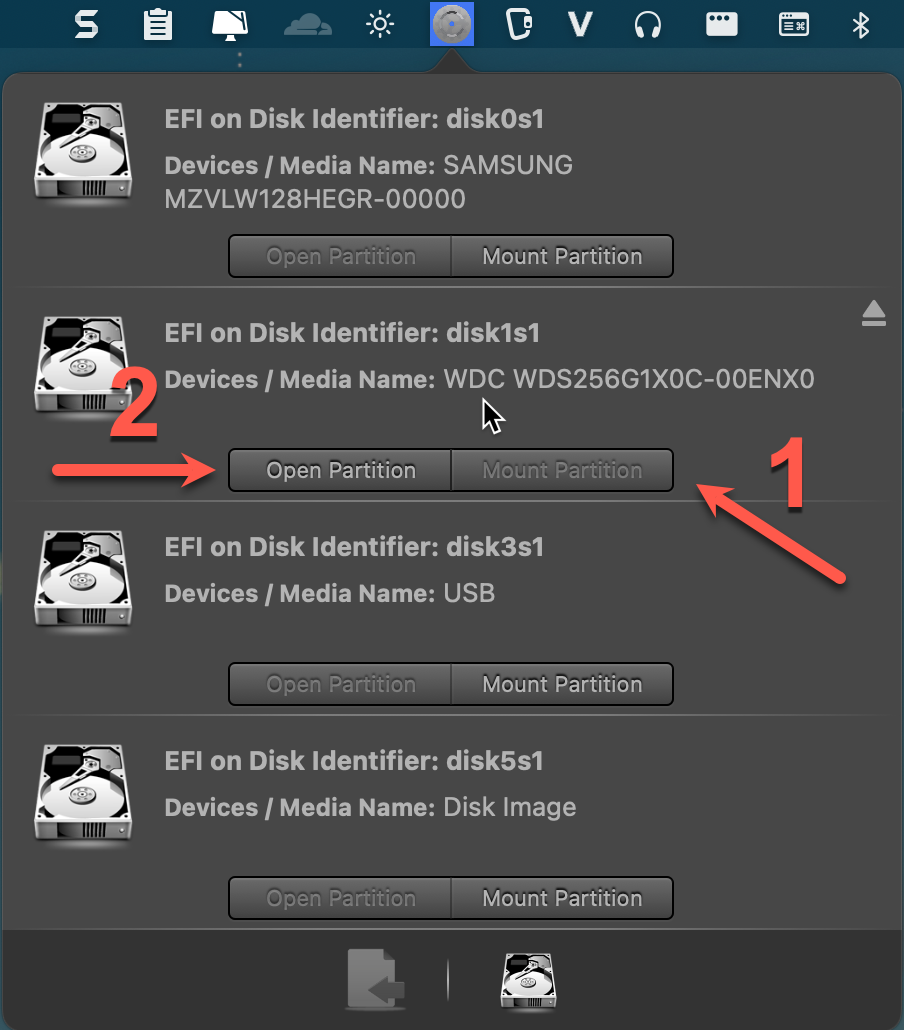 EFI on Disk Identifier: disk0s1
Devices / Media Name: SAMSUNG
MZVLW128HEGR-00000
Open Partition Mount Partition
EFI on Disk Identifier: disk1s1
Devices / Media Name: WDC WDS256G1X0C-00ENX0
2
Open Partition Mount Partition
1
EFI on Disk Identifier: disk3s1
Devices / Media Name: USB
Open Partition Mount Partition
EFI on Disk Identifier: disk5s1
Devices / Media Name: Disk Image
Open Partition Mount Partition